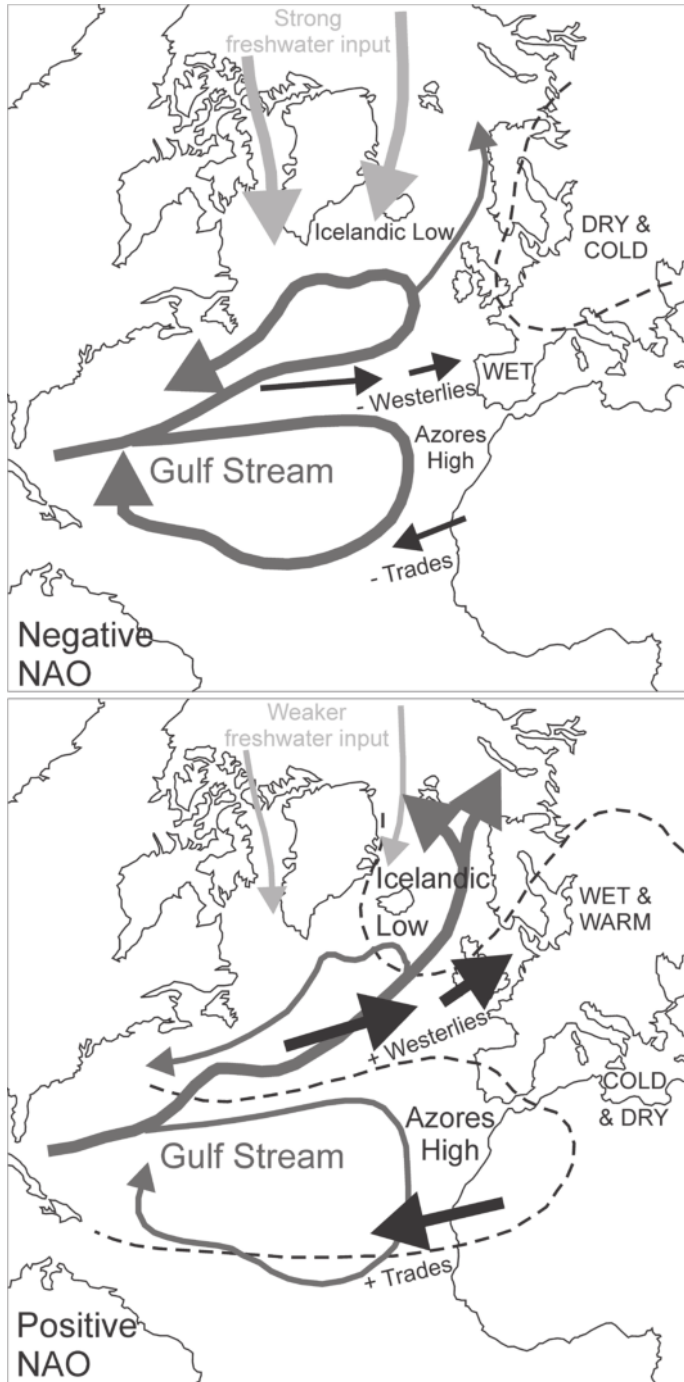 Strong
freshwater input
Icelandic Low
DRY &
COLD
WET
- Westerlies
Azores
High
Gulf Stream
- Trades
Negative
NAO
Weaker
freshwater input
Icelandic
Low
WET &
WARM
+ Westerlies
COLD
& DRY
Azores
High
Gulf Stream
+ Trades
Positive
NAO